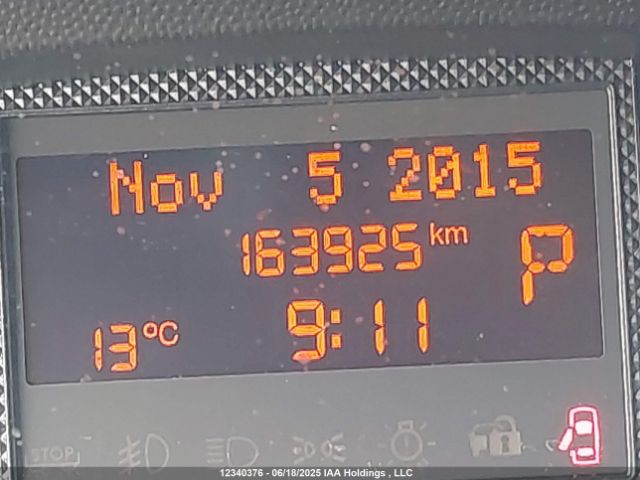 Nov 5 2015
163925 km
P
13°C 9:11
STOP
12340376 - 06/18/2025 IAA Holdings , LLC